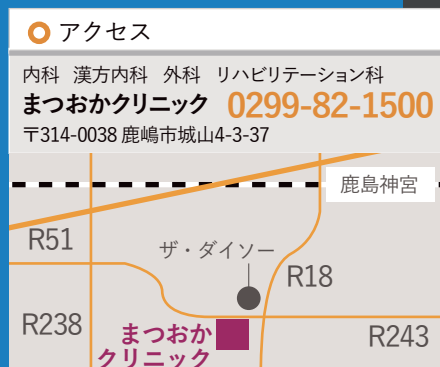 アクセス
内科 漢方内科 外科 リハビリテーション科
まつおかクリニック 0299-82-1500
〒314-0038 鹿嶋市城山4-3-37
鹿島神宮
R51
ザ・ダイソー
R18
R238
まつおか
クリニック
R243